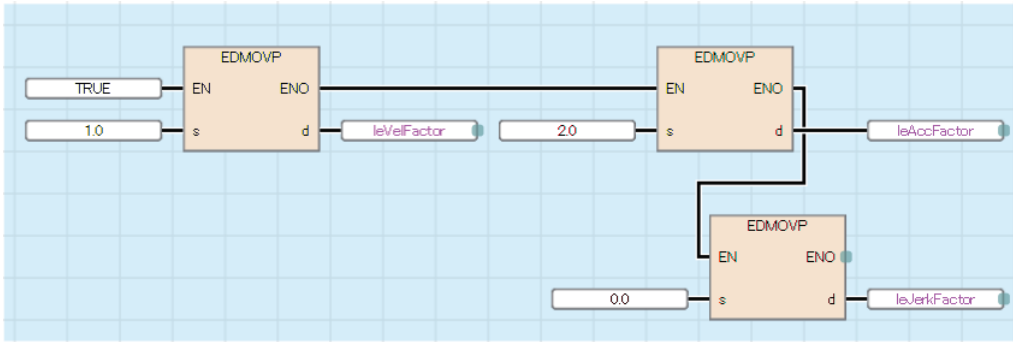 EDMOVP EDMOVP
TRUE EN ENO EN ENO
1.0 s d leVelFactor 2.0 s d leAccFactor
EDMOVP
EN ENO
0.0 s d leJerkFactor